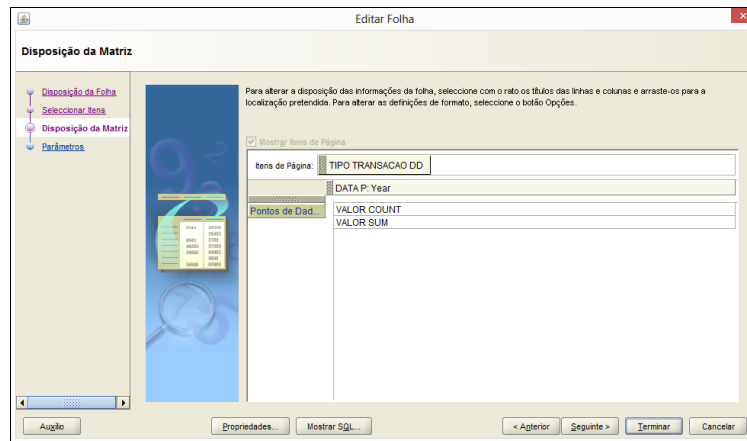 Editar Folha
Disposição da Matriz
Disposição da Folha
Seleccionar Itens
Disposição da Matriz
Parâmetros
Para alterar a disposição das informações da folha, seleccione com o rato os títulos das linhas e colunas e arraste-os para a
localização pretendida. Para alterar as definições de formato, seleccione o botão Opções.
Mostrar Itens de Página
Itens de Página: TIPO TRANSACAO DD
DATA P: Year
Pontos de Dad... VALOR COUNT
VALOR SUM
Auxílio Propriedades... Mostrar SQL... < Anterior Seguinte > Terminar Cancelar